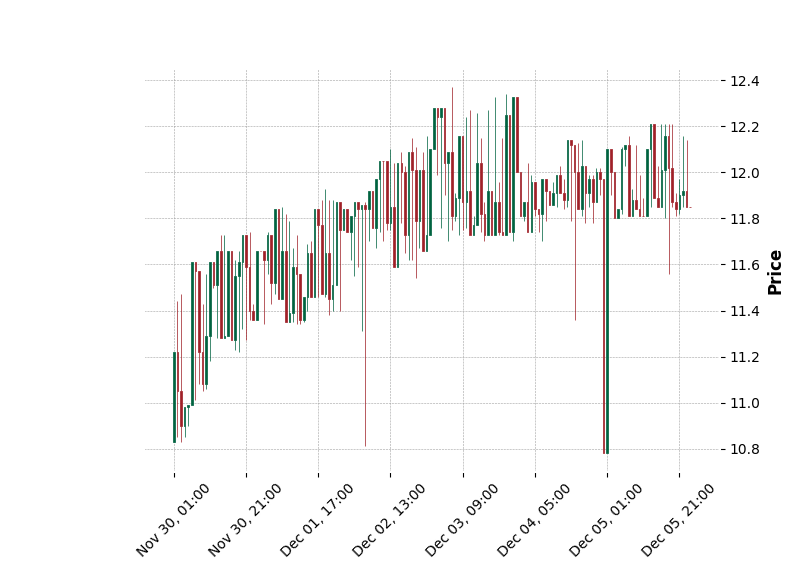 12.4
12.2
12.0
11.8
11.6
11.4
11.2
11.0
10.8
Price
Nov 30, 01:00
Nov 30, 21:00
Dec 01, 17:00
Dec 02, 13:00
Dec 03, 09:00
Dec 04, 05:00
Dec 05, 01:00
Dec 05, 21:00